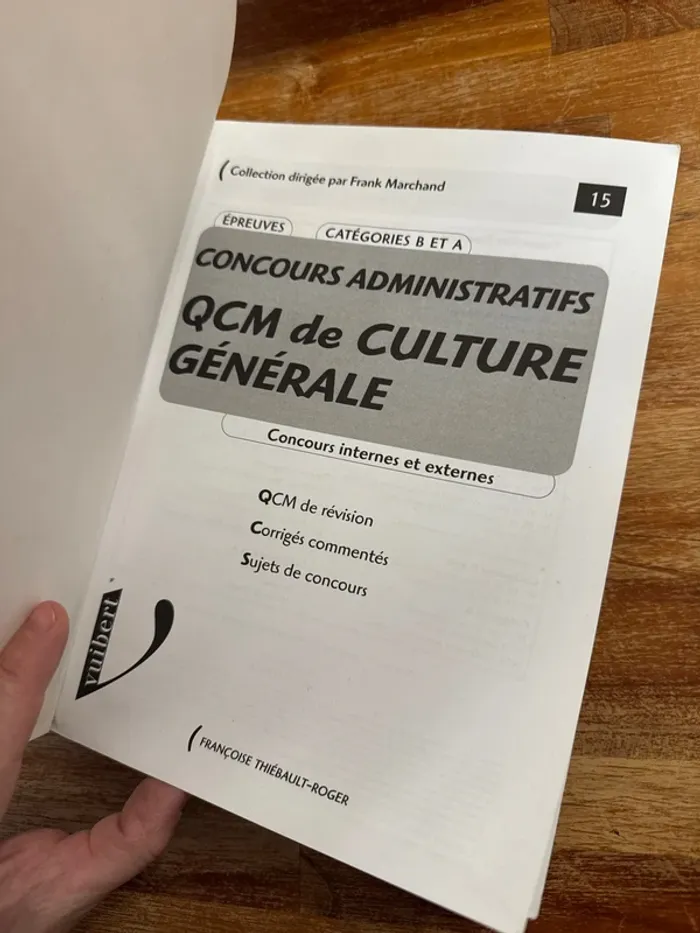 Collection dirigée par Frank Marchand
15
ÉPREUVES
CATÉGORIES B ET A
CONCOURS ADMINISTRATIFS
QCM de CULTURE
GÉNÉRALE
Concours internes et externes
QCM de révision
Corrigés commentés
Sujets de concours
vuibert
FRANÇOISE THIÉBAULT-ROGER